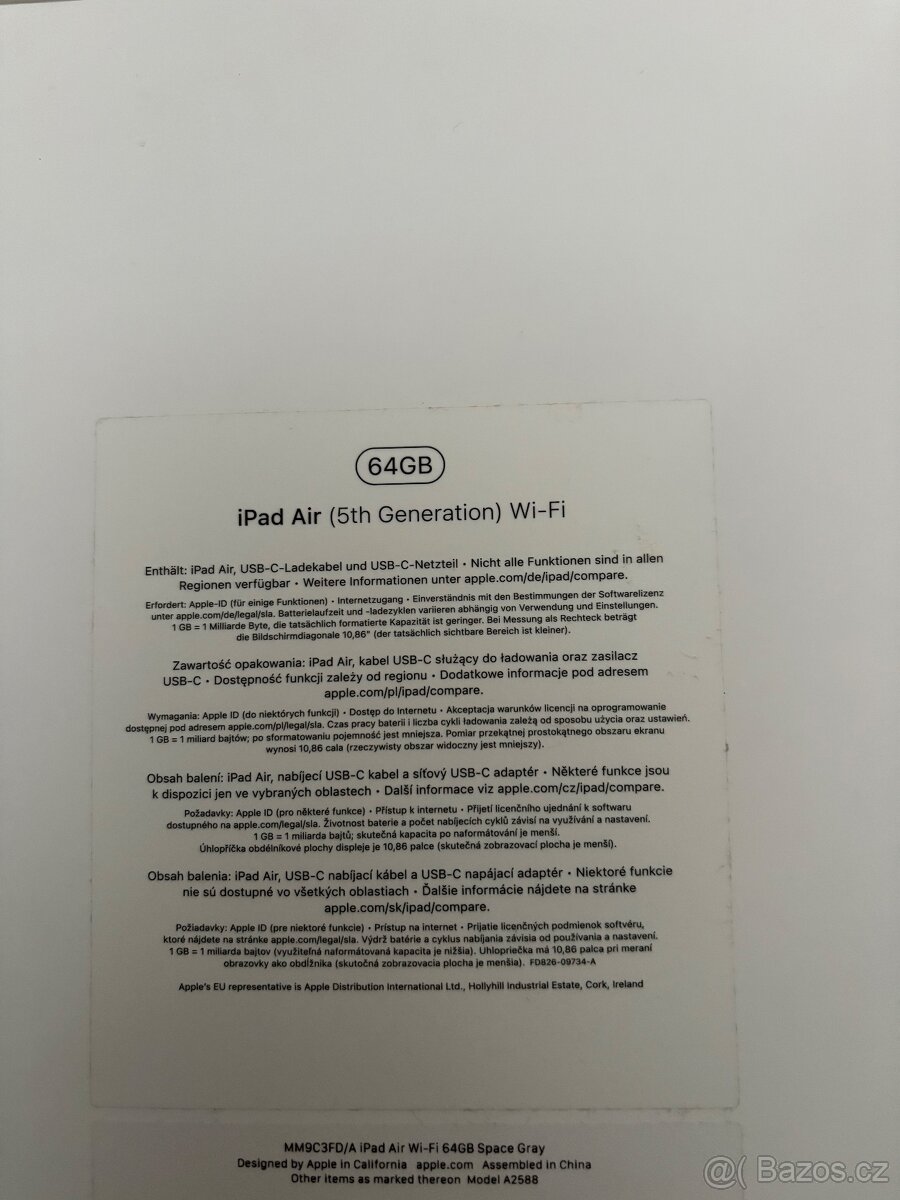 64GB
iPad Air (5th Generation) Wi-Fi
Enthält: iPad Air, USB-C-Ladekabel und USB-C-Netzteil • Nicht alle Funktionen sind in allen
Regionen verfügbar • Weitere Informationen unter apple.com/de/ipad/compare.
Erfordert: Apple-ID (für einige Funktionen) • Internetzugang • Einverständnis mit den Bestimmungen der Softwarelizenz
unter apple.com/de/legal/sla. Batterielaufzeit und -ladezyklen variieren abhängig von Verwendung und Einstellungen.
1 GB = 1 Milliarde Byte, die tatsächlich formatierte Kapazität ist geringer. Bei Messung als Rechteck beträgt
die Bildschirmdiagonale 10,86" (der tatsächlich sichtbare Bereich ist kleiner).
Zawartość opakowania: iPad Air, kabel USB-C służący do ładowania oraz zasilacz
USB-C • Dostępność funkcji zależy od regionu • Dodatkowe informacje pod adresem
apple.com/pl/ipad/compare.
Wymagania: Apple ID (do niektórych funkcji) • Dostęp do Internetu • Akceptacja warunków licencji na oprogramowanie
dostępnej pod adresem apple.com/pl/legal/sla. Czas pracy baterii i liczba cykli ładowania zależą od sposobu użycia oraz ustawień.
1 GB = 1 miliard bajtów; po sformatowaniu pojemność jest mniejsza. Pomiar przekątnej prostokątnego obszaru ekranu
wynosi 10,86 cala (rzeczywisty obszar widoczny jest mniejszy).
Obsah balení: iPad Air, nabíjecí USB-C kabel a síťový USB-C adaptér • Některé funkce jsou
k dispozici jen ve vybraných oblastech • Další informace viz apple.com/cz/ipad/compare.
Požadavky: Apple ID (pro některé funkce) • Přístup k internetu • Přijetí licenčního ujednání k softwaru
dostupného na apple.com/legal/sla. Životnost baterie a počet nabíjecích cyklů závisí na využívání a nastavení.
1 GB = 1 miliarda bajtů; skutečná kapacita po naformátování je menší.
Úhlopříčka obdélníkové plochy displeje je 10,86 palce (skutečná zobrazovací plocha je menší).
Obsah balenia: iPad Air, USB-C nabíjací kábel a USB-C napájací adaptér • Niektoré funkcie
nie sú dostupné vo všetkých oblastiach • Ďalšie informácie nájdete na stránke
apple.com/sk/ipad/compare.
Požiadavky: Apple ID (pre niektoré funkcie) • Prístup na internet • Prijatie licenčných podmienok softvéru,
ktoré nájdete na stránke apple.com/legal/sla. Výdrž batérie a cyklus nabíjania závisia od používania a nastavení.
1 GB = 1 miliarda bajtov (využiteľná naformátovaná kapacita je nižšia). Uhlopriečka má 10,86 palca pri meraní
obrazovky ako obdĺžnika (skutočná zobrazovacia plocha je menšia). FD826-09734-A
Apple's EU representative is Apple Distribution International Ltd., Hollyhill Industrial Estate, Cork, Ireland
MM9C3FD/A iPad Air Wi-Fi 64GB Space Gray
Designed by Apple in California apple.com Assembled in China
Other items as marked thereon Model A2588
@( Bazos.cz